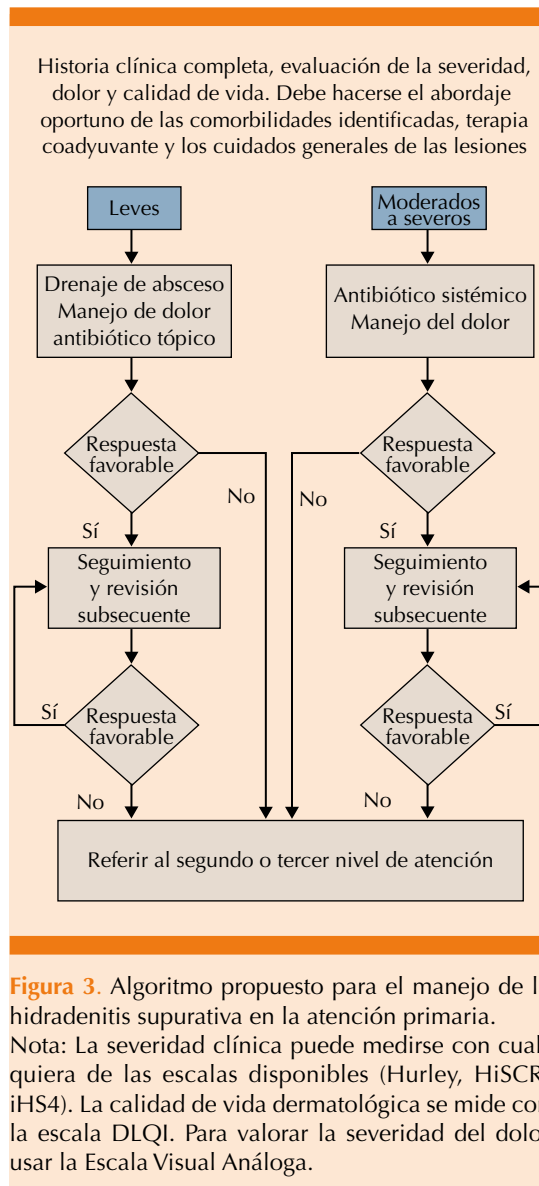 Historia clínica completa, evaluación de la severidad,
dolor y calidad de vida. Debe hacerse el abordaje
oportuno de las comorbilidades identificadas, terapia
coadyuvante y los cuidados generales de las lesiones
Leves
Drenaje de absceso
Manejo de dolor
antibiótico tópico
Respuesta
favorable
No
Sí
Seguimiento
y revisión
subsecuente
Respuesta
favorable
Sí
No
Moderados
a severos
Antibiótico sistémico
Manejo del dolor
Respuesta
favorable
No
Sí
Seguimiento
y revisión
subsecuente
Respuesta
favorable
Sí
No
Referir al segundo o tercer nivel de atención
Figura 3. Algoritmo propuesto para el manejo de l
hidradenitis supurativa en la atención primaria.
Nota: La severidad clínica puede medirse con cual
quiera de las escalas disponibles (Hurley, HiSCR
iHS4). La calidad de vida dermatológica se mide co
la escala DLQI. Para valorar la severidad del dolo
usar la Escala Visual Análoga.